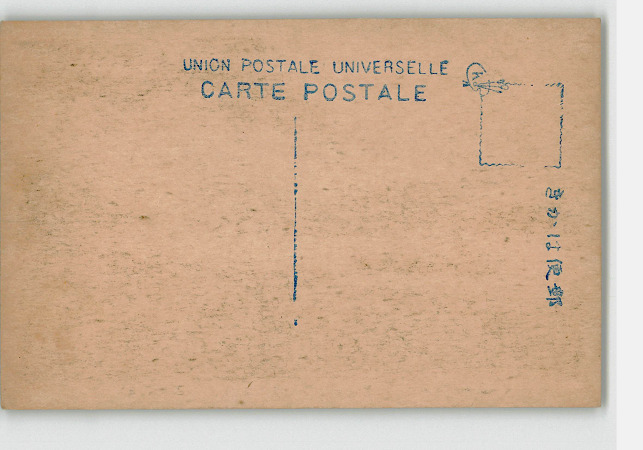 UNION POSTALE UNIVERSELLE
CARTE POSTALE
きかは便郵